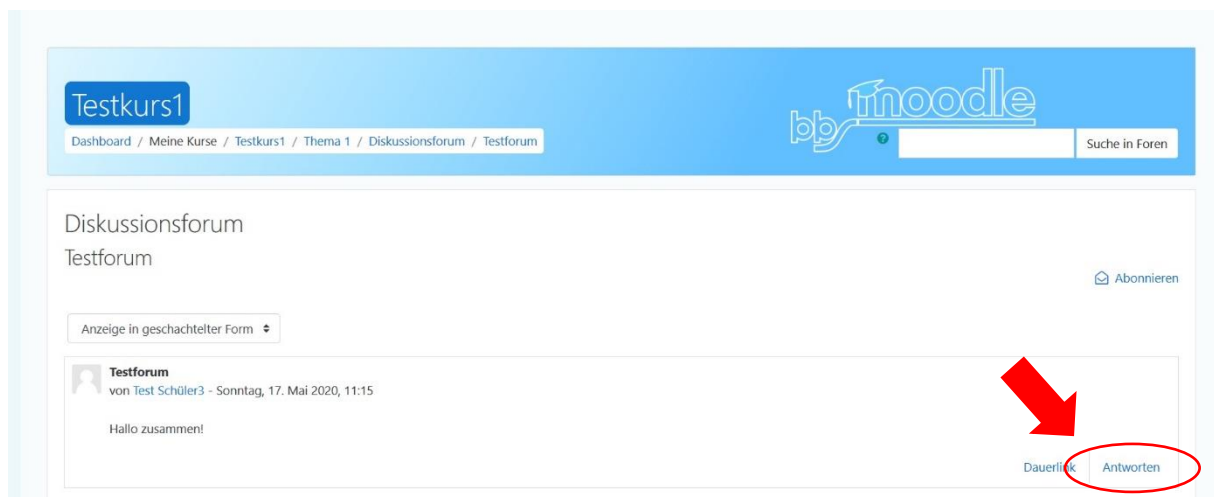 Testkurs1
bby moodle
Dashboard / Meine Kurse / Testkurs1 / Thema 1 / Diskussionsforum / Testforum
? Suche in Foren
Diskussionsforum
Testforum
Abonnieren
Anzeige in geschachtelter Form
Testforum
von Test Schüler3 - Sonntag, 17. Mai 2020, 11:15
Hallo zusammen!
Dauerlink Antworten